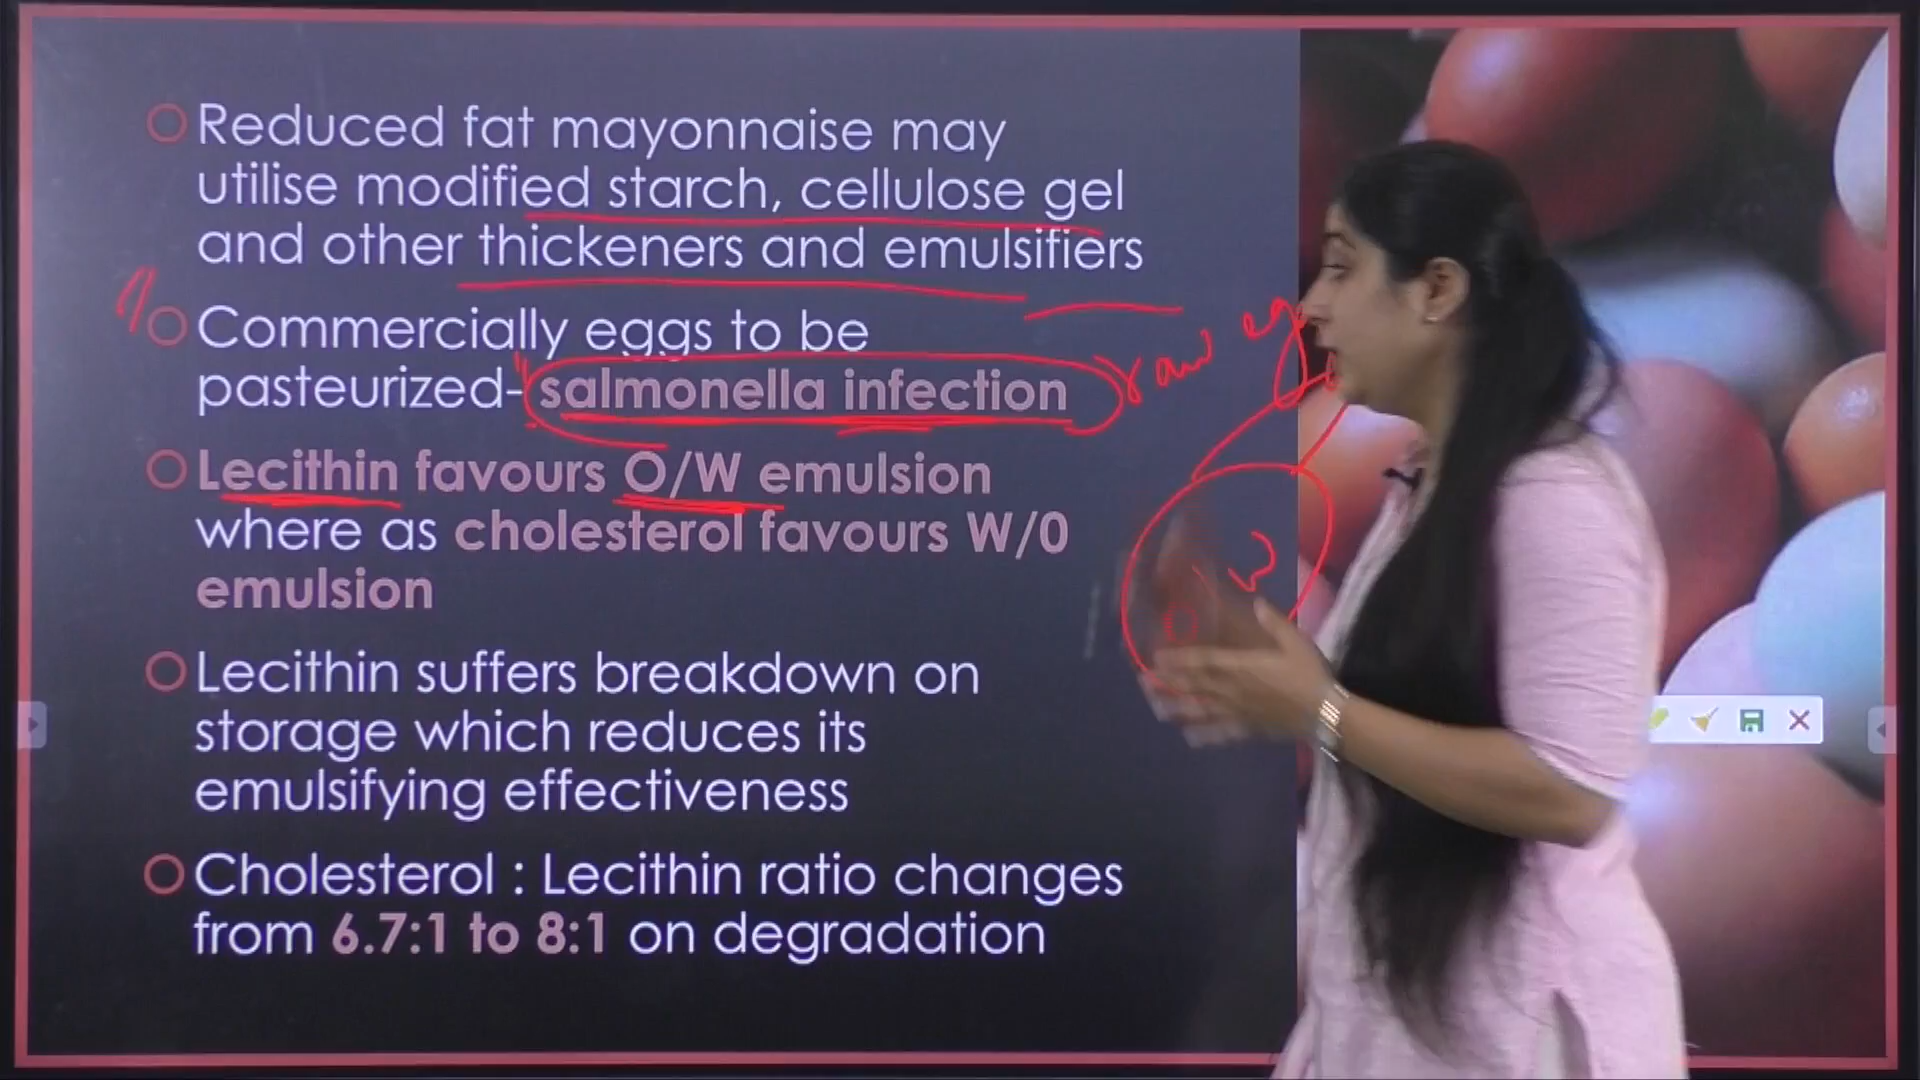 Reduced fat mayonnaise may
utilise modified starch, cellulose gel
and other thickeners and emulsifiers
Commercially eggs to be
pasteurized- salmonella infection
raw eg
Lecithin favours O/W emulsion
where as cholesterol favours W/0
emulsion
W
Lecithin suffers breakdown on
storage which reduces its
emulsifying effectiveness
Cholesterol : Lecithin ratio changes
from 6.7:1 to 8:1 on degradation